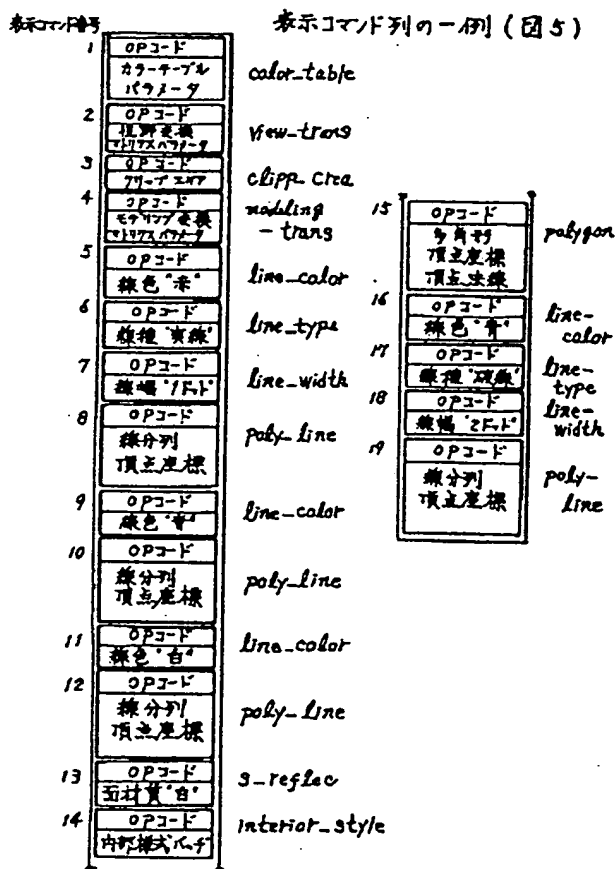 表示コマンド番号
表示コマンド列の一例(図5)
1
OPコード
カラーテーブル
パラメータ
color_table
2
OPコード
視野変換
マトリクスパラメータ
view_trans
3
OPコード
クリップエリア
clipp_area
4
OPコード
モデリング変換
マトリクスパラメータ
modeling
-trans
5
OPコード
線色"赤"
line_color
6
OPコード
線種"実線"
line_type
7
OPコード
線幅"1ドット"
line_width
8
OPコード
線分列
頂点座標
poly_line
9
OPコード
線色"青"
line_color
10
OPコード
線分列
頂点座標
poly_line
11
OPコード
線色"白"
line_color
12
OPコード
線分列
頂点座標
poly_line
13
OPコード
面材質"白"
s_reflec
14
OPコード
内部様式ハッチ
interior_style
15
OPコード
多角形
頂点座標
頂点法線
polygon
16
OPコード
線色"青"
line-
color
17
OPコード
線種"破線"
line-
type
18
OPコード
線幅"2ドット"
line-
width
19
OPコード
線分列
頂点座標
poly-
line